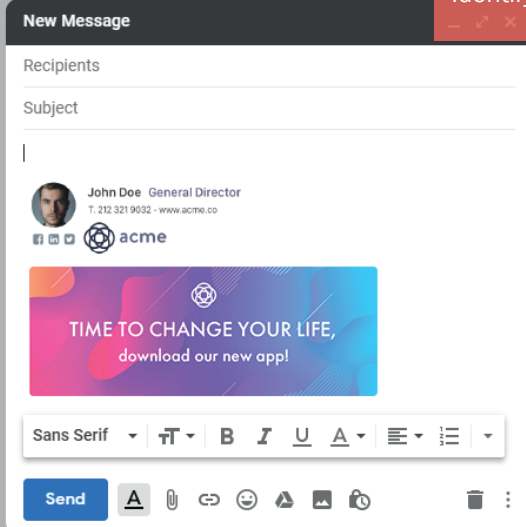 Identify
New Message
Recipients
Subject
John Doe General Director
T. 212 321 9032 - www.acme.co
acme
TIME TO CHANGE YOUR LIFE,
download our new app!
Sans Serif
Send